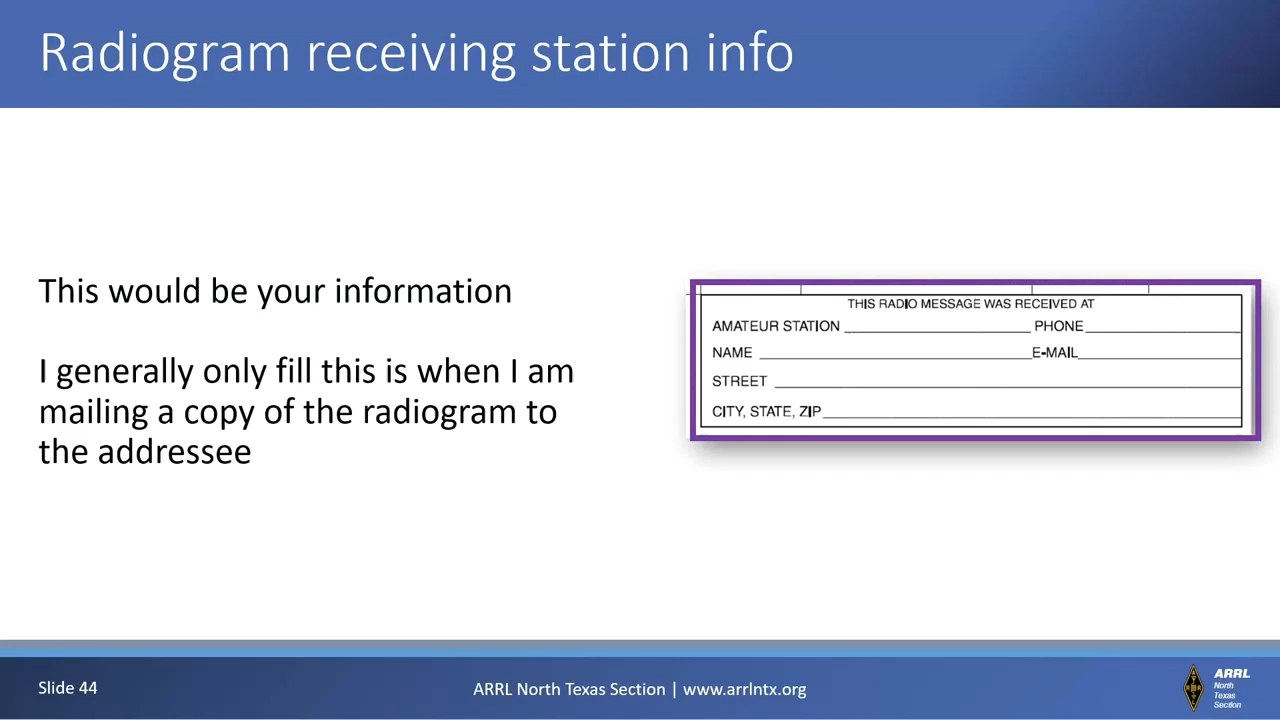 Radiogram receiving station info
This would be your information
I generally only fill this is when I am
mailing a copy of the radiogram to
the addressee
THIS RADIO MESSAGE WAS RECEIVED AT
AMATEUR STATION PHONE
NAME E-MAIL
STREET
CITY, STATE, ZIP
Slide 44
ARRL North Texas Section | www.arrlntx.org
ARRL
North
Texas
Section